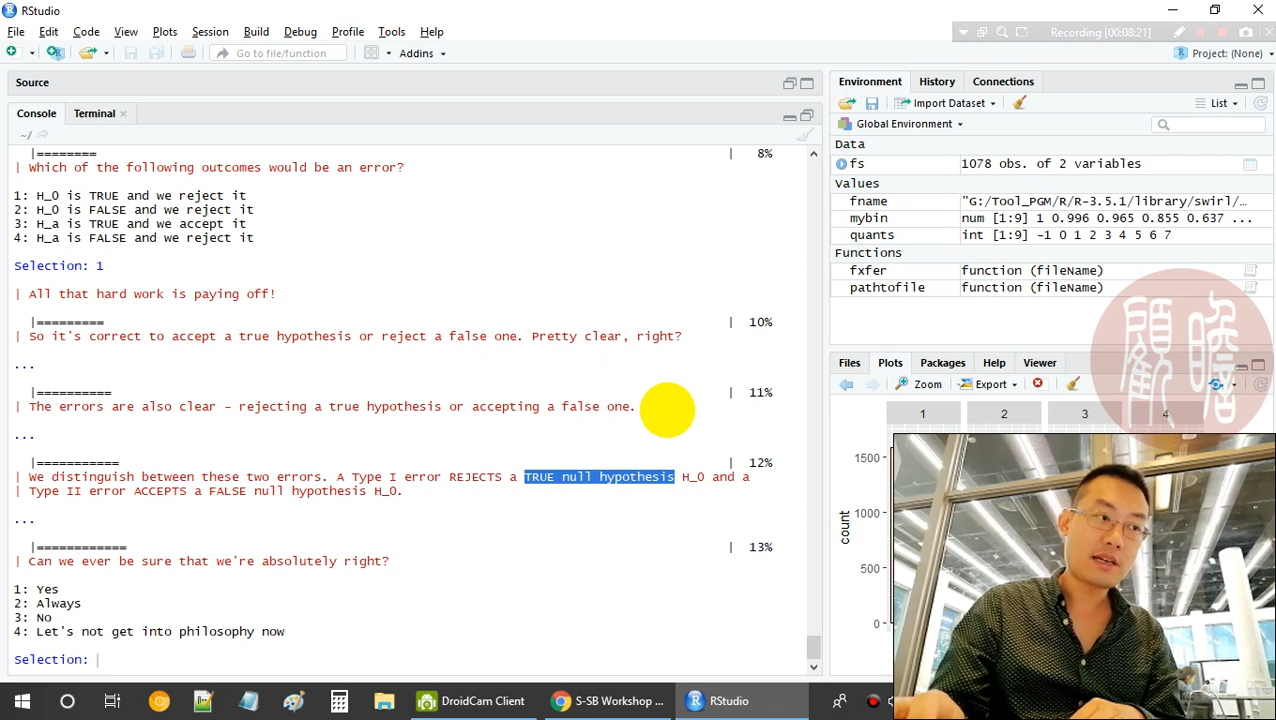 RStudio
File Edit Code View Plots Session Build Debug Profile Tools Help
Recording [00:08:21]
Go to file/function
Addins
Project: (None)
Source
Console Terminal
~/
|======== | 8%
| Which of the following outcomes would be an error?
1: H_0 is TRUE and we reject it
2: H_0 is FALSE and we reject it
3: H_a is TRUE and we accept it
4: H_a is FALSE and we reject it
Selection: 1
| All that hard work is paying off!
|========= | 10%
| So it's correct to accept a true hypothesis or reject a false one. Pretty clear, right?
...
|========== | 11%
| The errors are also clear - rejecting a true hypothesis or accepting a false one.
...
|=========== | 12%
| We distinguish between these two errors. A Type I error REJECTS a TRUE null hypothesis H_0 and a
| Type II error ACCEPTS a FALSE null hypothesis H_0.
...
|============ | 13%
| Can we ever be sure that we're absolutely right?
1: Yes
2: Always
3: No
4: Let's not get into philosophy now
Selection:
Environment History Connections
Import Dataset
List
Global Environment
Data
fs 1078 obs. of 2 variables
Values
fname "G:/Tool_PGM/R/R-3.5.1/library/swirl/…
mybin num [1:9] 1 0.996 0.965 0.855 0.637 ...
quants int [1:9] -1 0 1 2 3 4 5 6 7
Functions
fxfer function (fileName)
pathtofile function (fileName)
Files Plots Packages Help Viewer
Zoom Export
1 2 3 4
1500
1000
500
0
count
DroidCam Client
S-SB Workshop ...
RStudio